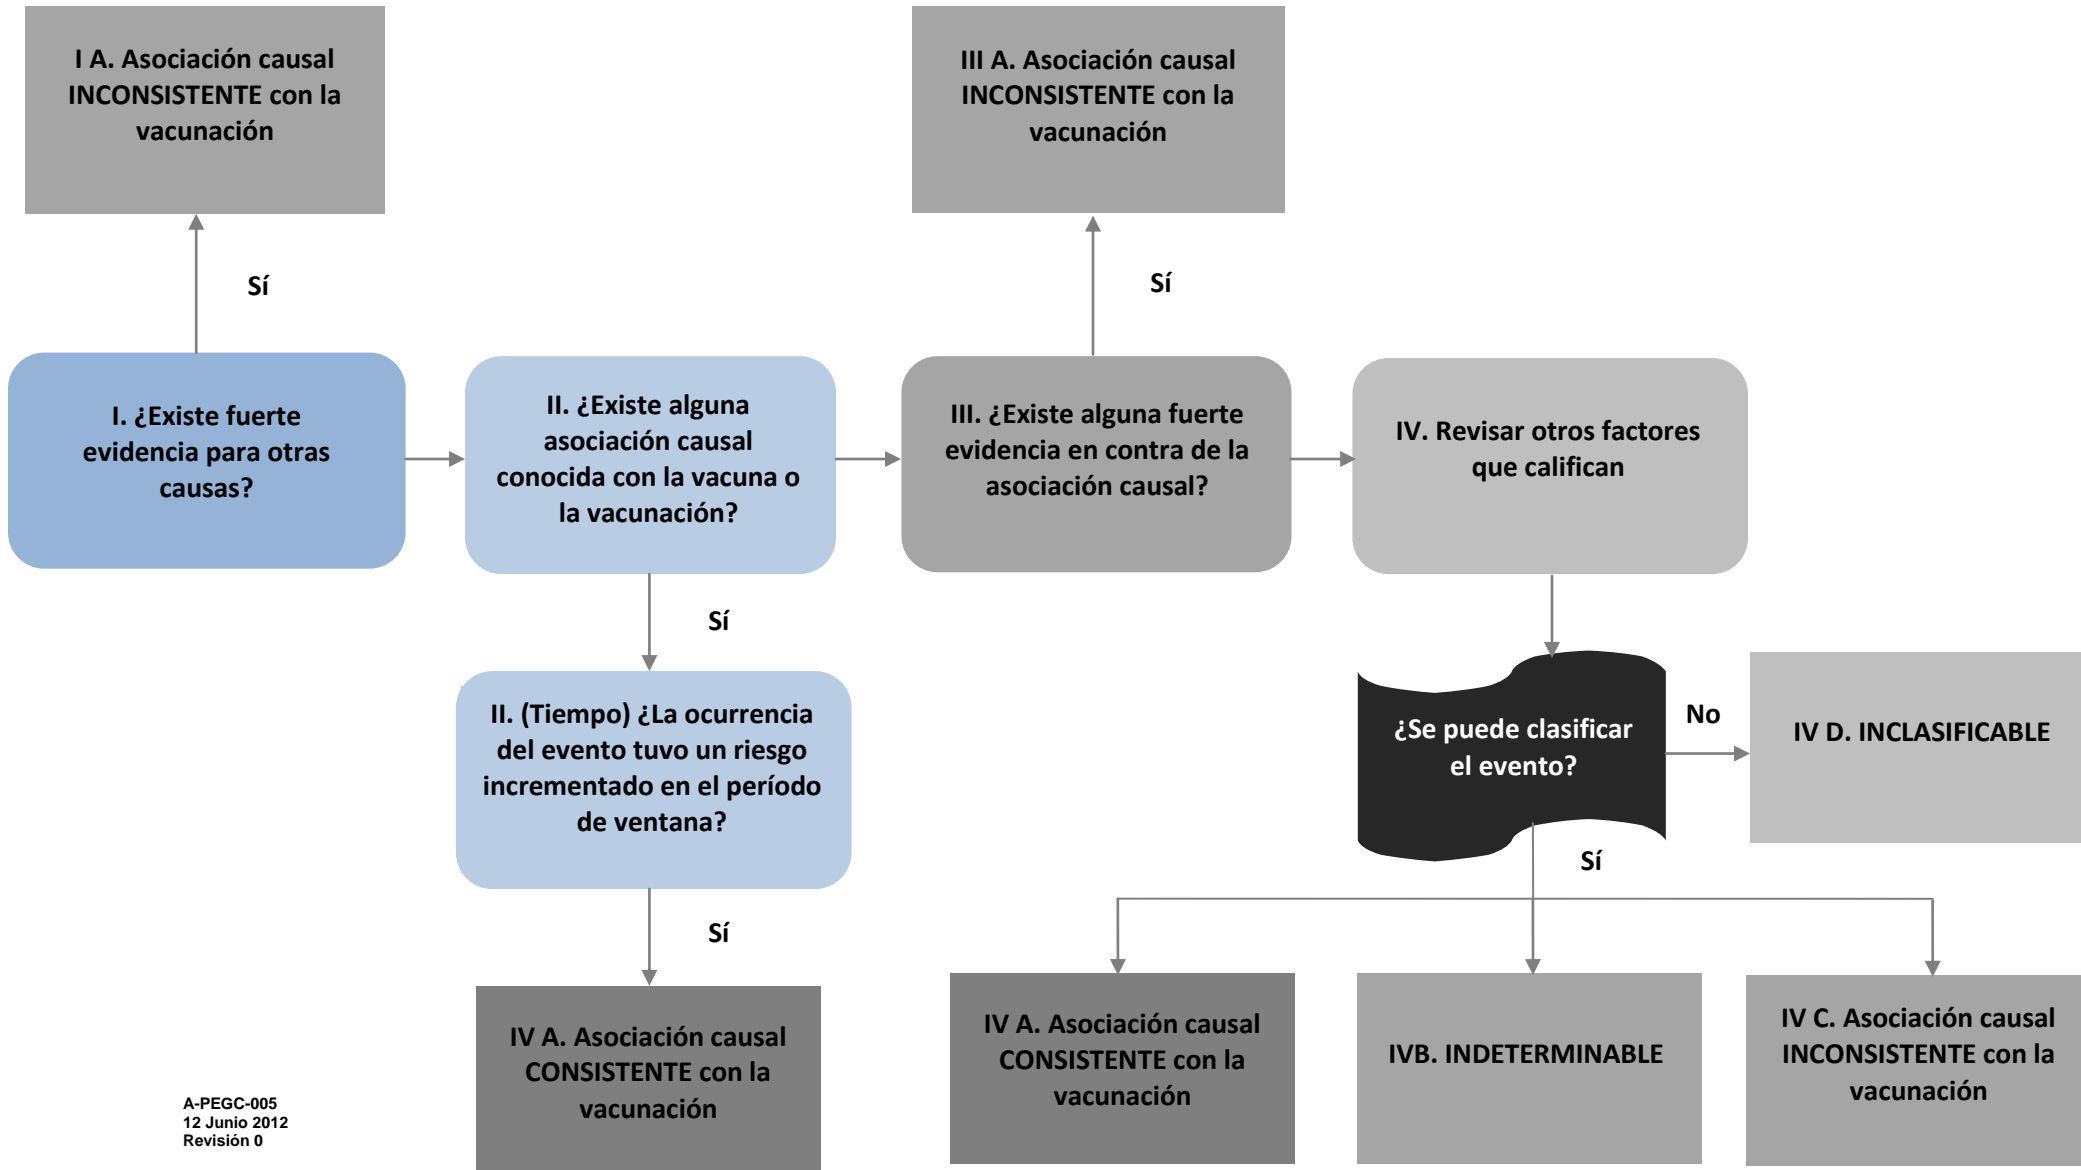 I A. Asociación causal
INCONSISTENTE con la
vacunación
III A. Asociación causal
INCONSISTENTE con la
vacunación
Sí
Sí
I. ¿Existe fuerte
evidencia para otras
causas?
II. ¿Existe alguna
asociación causal
conocida con la vacuna o
la vacunación?
III. ¿Existe alguna fuerte
evidencia en contra de la
asociación causal?
IV. Revisar otros factores
que califican
Sí
II. (Tiempo) ¿La ocurrencia
del evento tuvo un riesgo
incrementado en el período
de ventana?
¿Se puede clasificar
el evento?
No
IV D. INCLASIFICABLE
Sí
Sí
IV A. Asociación causal
CONSISTENTE con la
vacunación
IV A. Asociación causal
CONSISTENTE con la
vacunación
IVB. INDETERMINABLE
IV C. Asociación causal
INCONSISTENTE con la
vacunación
A-PEGC-005
12 Junio 2012
Revisión 0